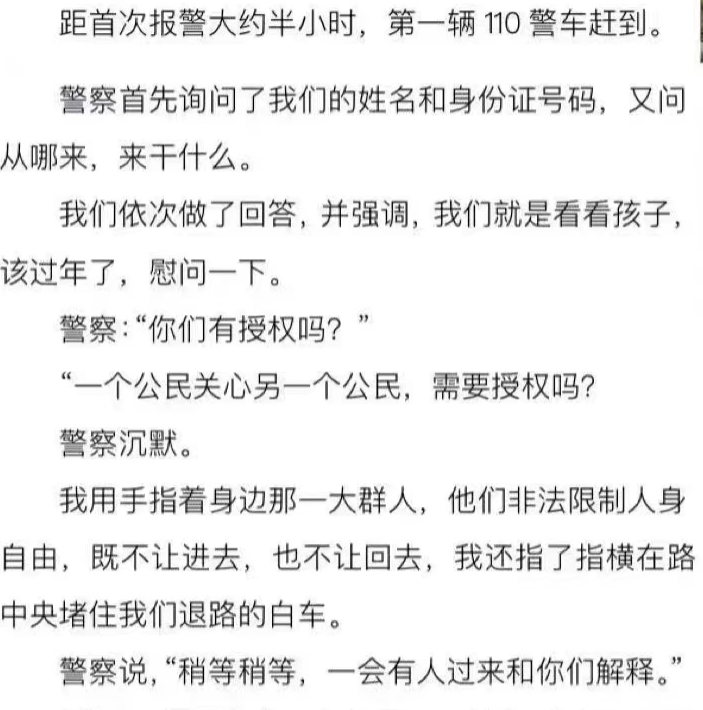 距首次报警大约半小时，第一辆 110 警车赶到。
警察首先询问了我们的姓名和身份证号码，又问
从哪来，来干什么。
我们依次做了回答，并强调，我们就是看看孩子，
该过年了，慰问一下。
警察：“你们有授权吗？”
“一个公民关心另一个公民，需要授权吗？
警察沉默。
我用手指着身边那一大群人，他们非法限制人身
自由，既不让进去，也不让回去，我还指了指横在路
中央堵住我们退路的白车。
警察说，“稍等稍等，一会有人过来和你们解释。”